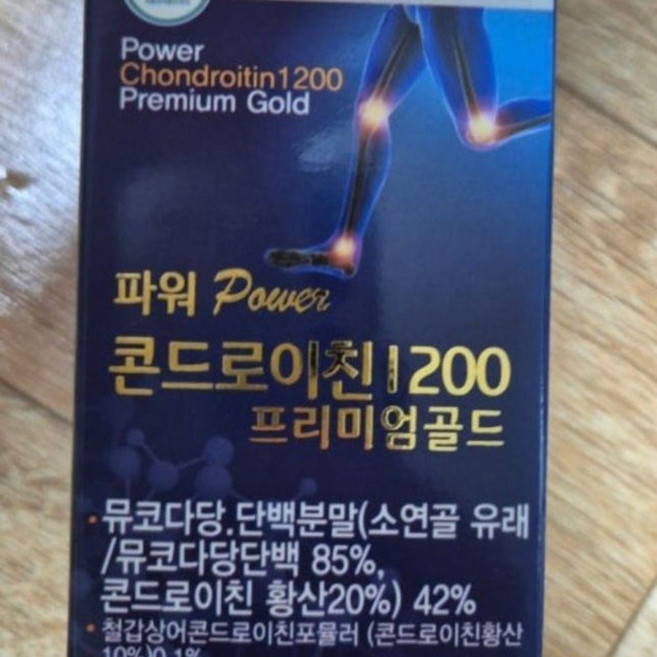 Power
Chondroitin1200
Premium Gold
파워 Power
콘드로이친1200
프리미엄골드
·뮤코다당.단백분말(소연골 유래
/뮤코다당단백 85%,
콘드로이친 황산20%) 42%
·철갑상어콘드로이친포뮬러 (콘드로이친황산
10%)0.1%